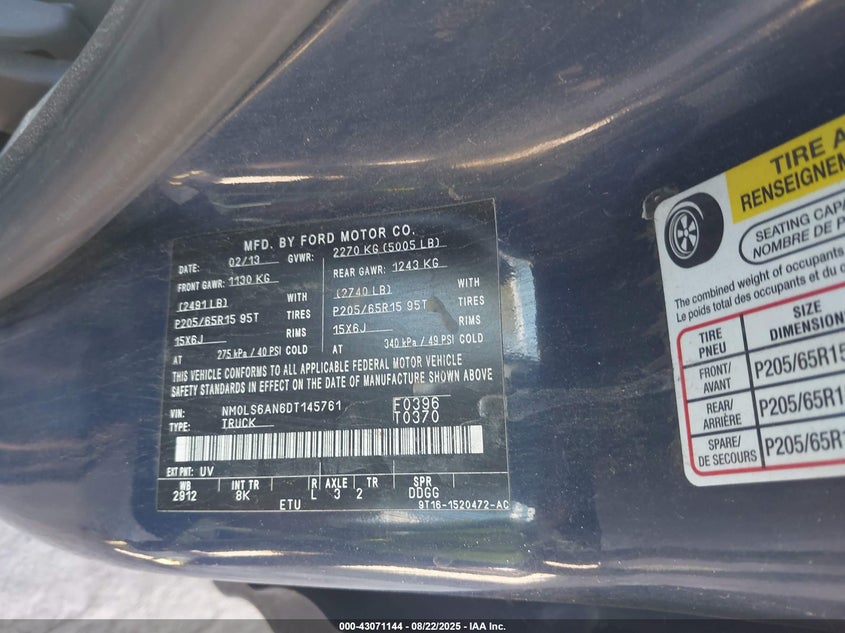 MFD. BY FORD MOTOR CO.
DATE: 02/13 GVWR: 2270 KG (5005 LB)
FRONT GAWR: 1130 KG REAR GAWR: 1243 KG
(2491 LB) WITH (2740 LB) WITH
P205/65R15 95T TIRES P205/65R15 95T TIRES
15X6J RIMS 15X6J RIMS
AT 275 kPa / 40 PSI COLD AT 340 kPa / 49 PSI COLD
THIS VEHICLE CONFORMS TO ALL APPLICABLE FEDERAL MOTOR VEHICLE
SAFETY STANDARDS IN EFFECT ON THE DATE OF MANUFACTURE SHOWN ABOVE
VIN: NM0LS6AN8DT145761 F0396
TYPE: TRUCK T0370
EXT PNT: UV
WB INT TR R AXLE TR SPR
2912 8K L 3 2 DDGG
ETU 9T16-1520472-AC
TIRE A
RENSEIGNEMEN
SEATING CAPA
NOMBRE DE P
The combined weight of occupants
Le poids total des occupants et du c
TIRE SIZE
PNEU DIMENSION
FRONT/
AVANT P205/65R15
REAR/
ARRIÈRE P205/65R1
SPARE/
DE SECOURS P205/65R
000-43071144 - 08/22/2025 - IAA Inc.